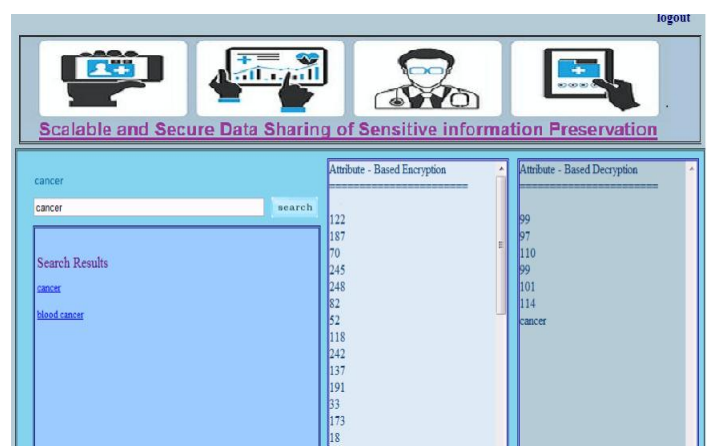 logout
Scalable and Secure Data Sharing of Sensitive information Preservation
cancer
cancer
search
Search Results
cancer
blood cancer
Attribute - Based Encryption
========================
122
187
70
245
248
82
52
118
242
137
191
33
173
18
Attribute - Based Decryption
========================
99
97
110
99
101
114
cancer